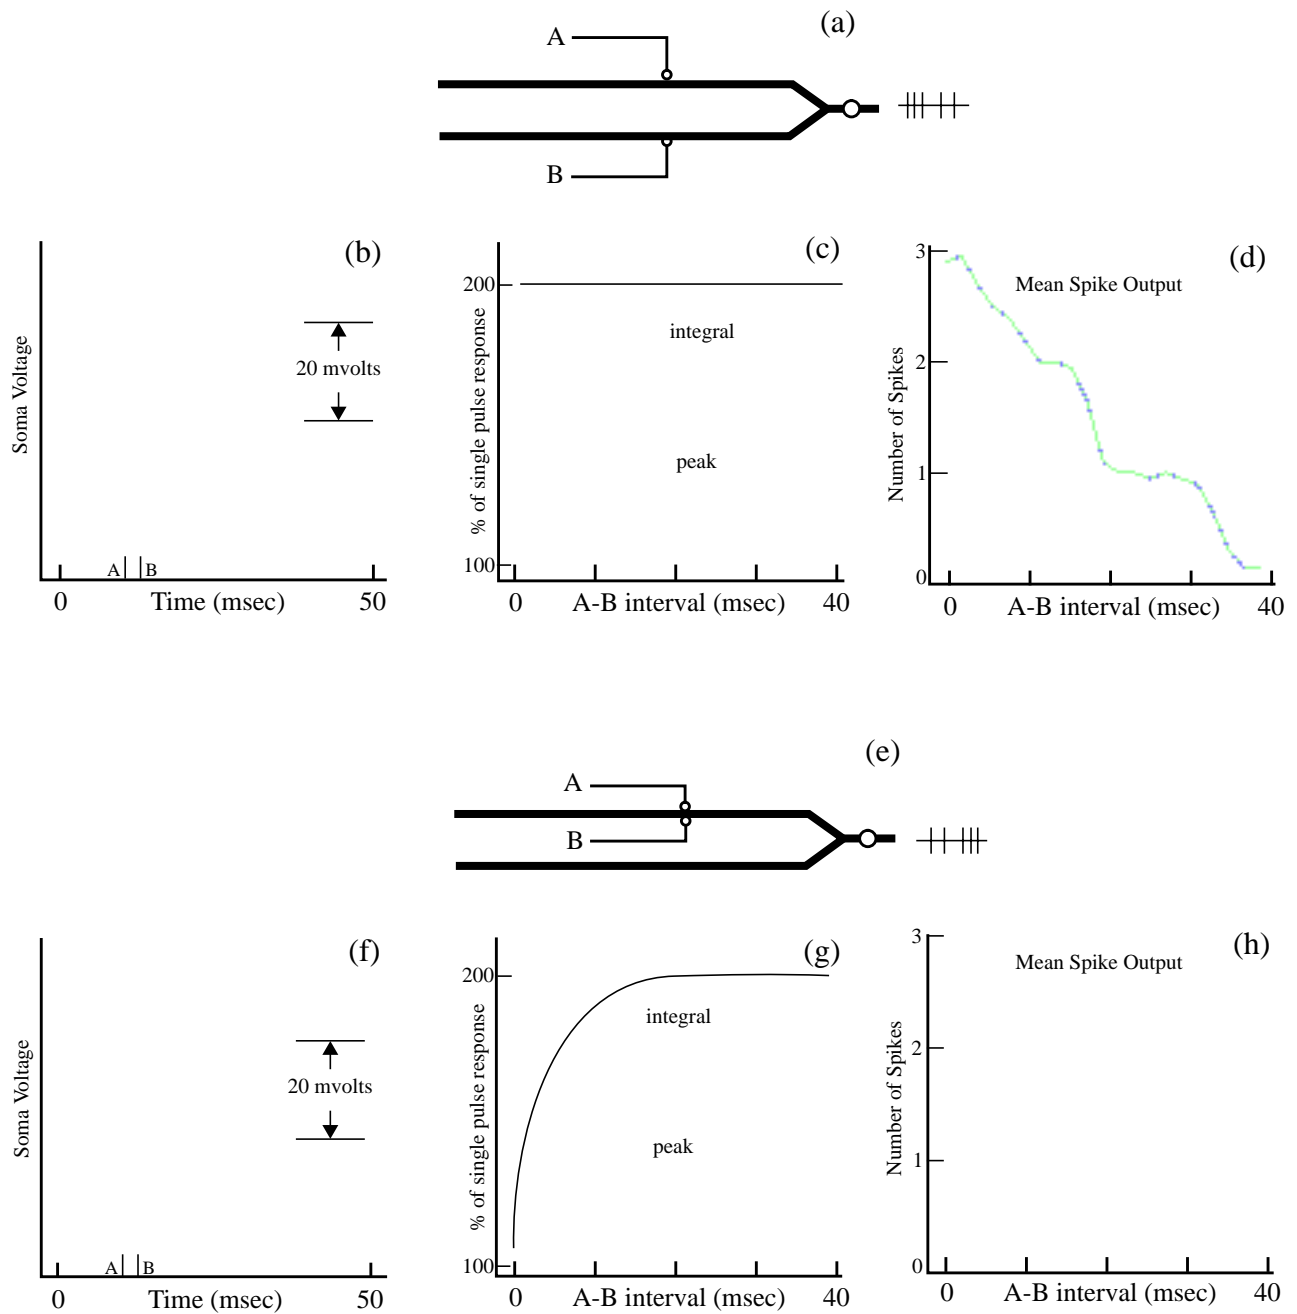 (a)
A
B
(b)
Soma Voltage
20 mvolts
A
B
0
Time (msec)
50
(c)
% of single pulse response
200
integral
peak
100
0
A-B interval (msec)
40
(d)
Mean Spike Output
Number of Spikes
3
2
1
0
0
A-B interval (msec)
40
(e)
A
B
(f)
Soma Voltage
20 mvolts
A
B
0
Time (msec)
50
(g)
% of single pulse response
200
integral
peak
100
0
A-B interval (msec)
40
(h)
Mean Spike Output
Number of Spikes
3
2
1
0
0
A-B interval (msec)
40